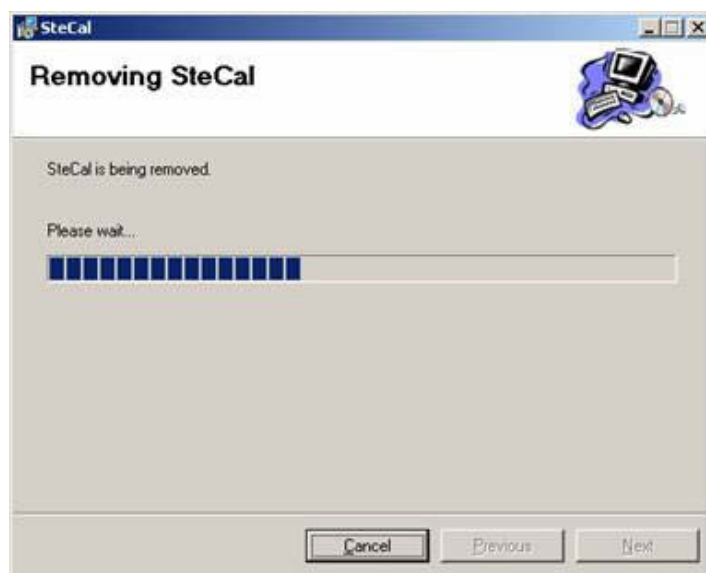 SteCal
Removing SteCal
SteCal is being removed.
Please wait...
Cancel
Previous
Next